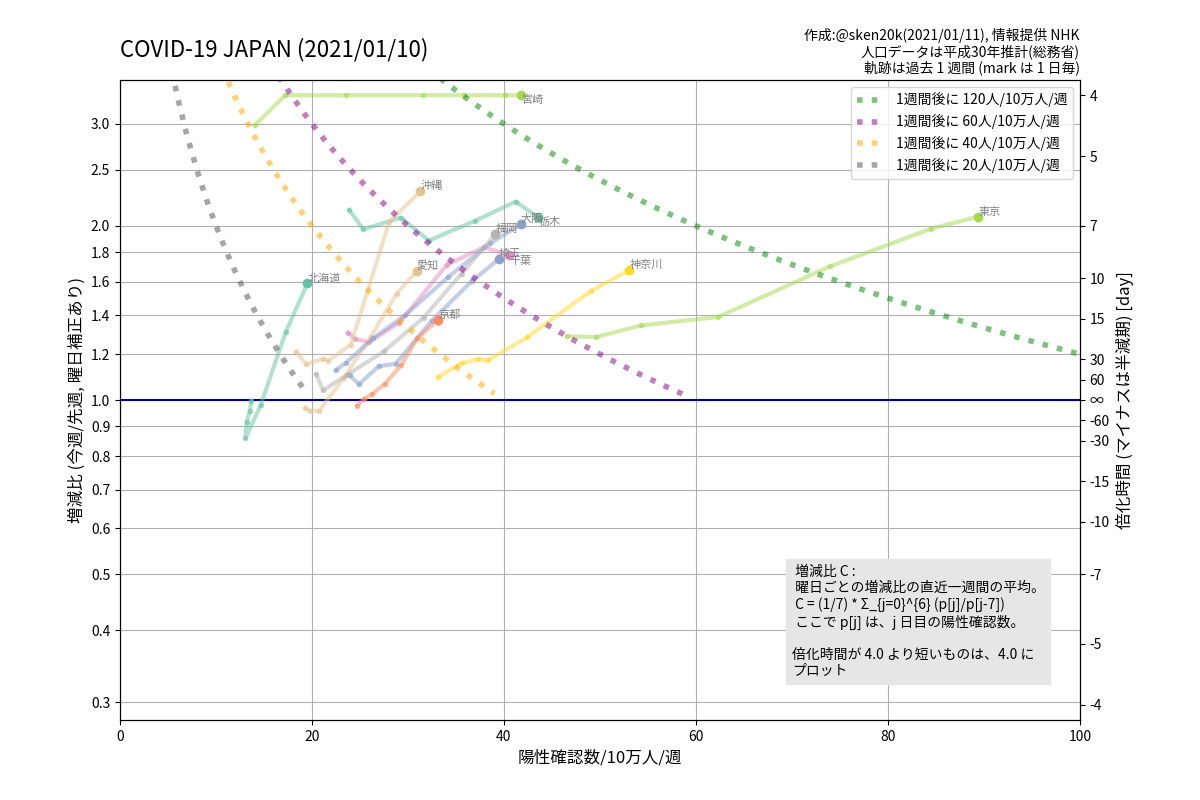 COVID-19 JAPAN (2021/01/10)
作成:@sken20k(2021/01/11), 情報提供 NHK
人口データは平成30年推計(総務省)
軌跡は過去 1 週間 (mark は 1 日毎)
1週間後に 120人/10万人/週
1週間後に 60人/10万人/週
1週間後に 40人/10万人/週
1週間後に 20人/10万人/週
宮崎
沖縄
大阪
栃木
福岡
埼玉
千葉
愛知
北海道
京都
神奈川
東京
増減比 (今週/先週, 曜日補正あり)
3.0
2.5
2.0
1.8
1.6
1.4
1.2
1.0
0.9
0.8
0.7
0.6
0.5
0.4
0.3
4
5
7
10
15
30
60
∞
-60
-30
-15
-10
-7
-5
-4
倍化時間 (マイナスは半減期) [day]
増減比 C :
曜日ごとの増減比の直近一週間の平均。
C = (1/7) * Σ_{j=0}^{6} (p[j]/p[j-7])
ここで p[j] は、j 日目の陽性確認数。
倍化時間が 4.0 より短いものは、4.0 に
プロット
0 20 40 60 80 100
陽性確認数/10万人/週